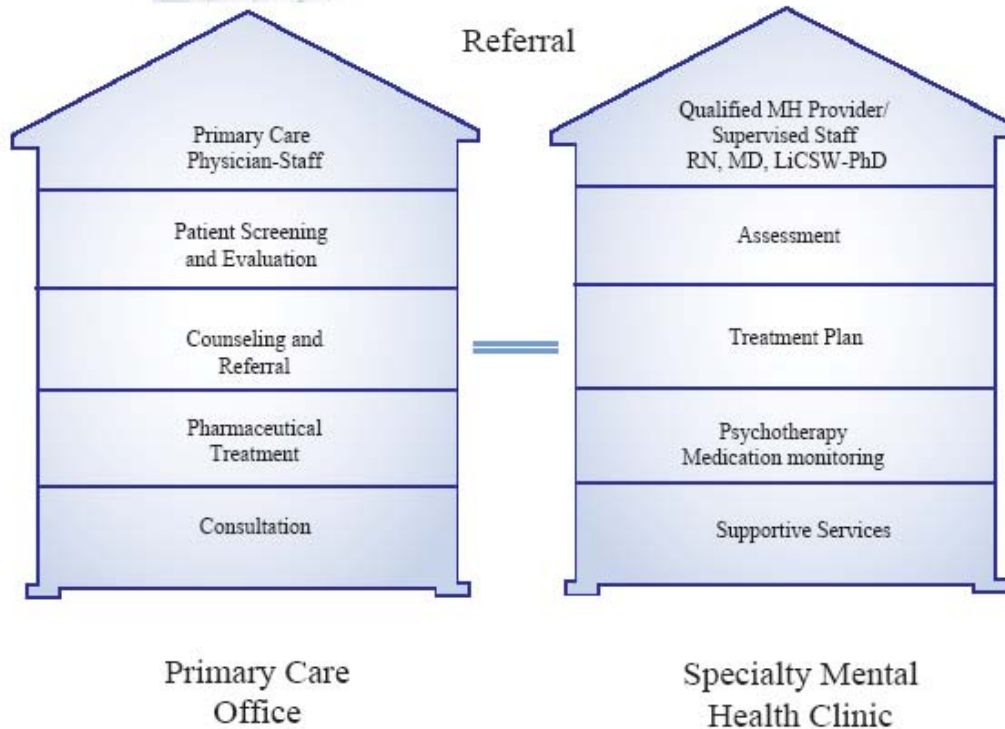 Referral
Primary Care
Physician-Staff
Patient Screening
and Evaluation
Counseling and
Referral
Pharmaceutical
Treatment
Consultation
Primary Care
Office
Qualified MH Provider/
Supervised Staff
RN, MD, LiCSW-PhD
Assessment
Treatment Plan
Psychotherapy
Medication monitoring
Supportive Services
Specialty Mental
Health Clinic